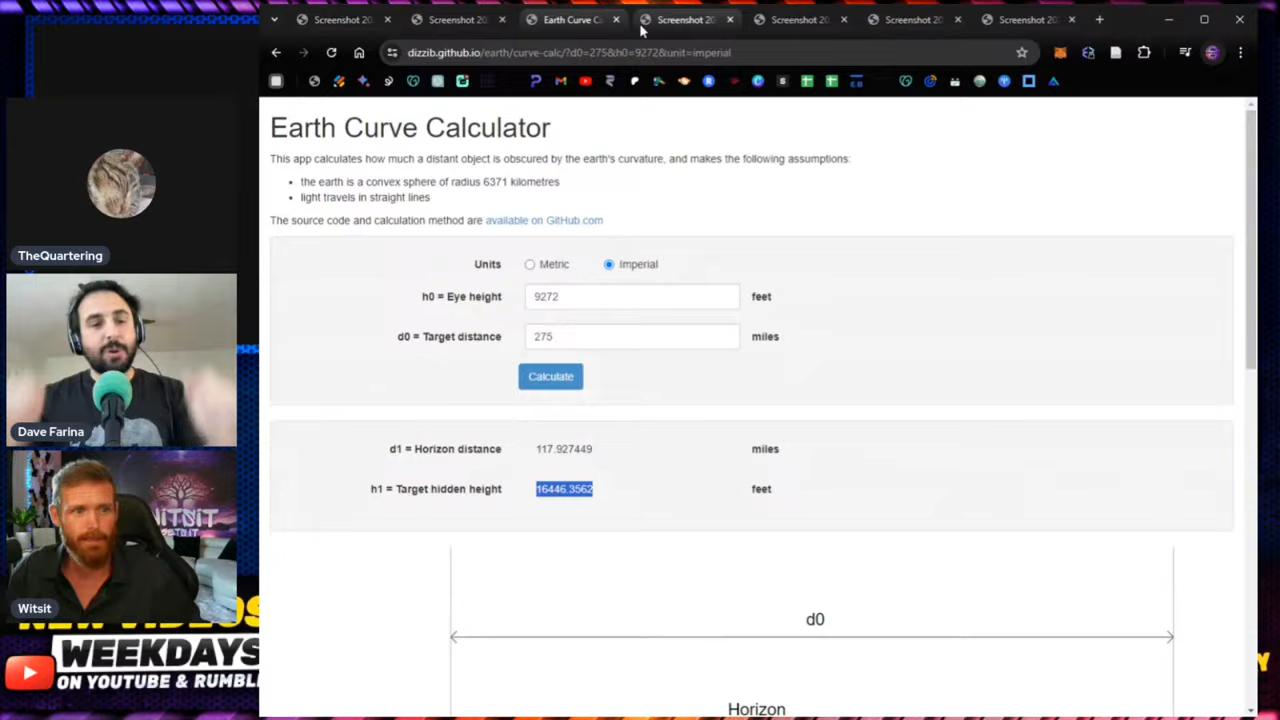 Screenshot 20
Screenshot 20
Earth Curve C
Screenshot 20
Screenshot 20
Screenshot 20
Screenshot 20
dizzib.github.io/earth/curve-calc/?d0=275&h0=9272&unit=imperial
Earth Curve Calculator
This app calculates how much a distant object is obscured by the earth's curvature, and makes the following assumptions:
the earth is a convex sphere of radius 6371 kilometres
light travels in straight lines
The source code and calculation method are available on GitHub.com
Units Metric Imperial
h0 = Eye height 9272 feet
d0 = Target distance 275 miles
Calculate
d1 = Horizon distance 117.927449 miles
h1 = Target hidden height 16446.3562 feet
d0
Horizon
TheQuartering
Dave Farina
WITSIT
Witsit
NEW VIDEOS
WEEKDAYS
ON YOUTUBE & RUMBL